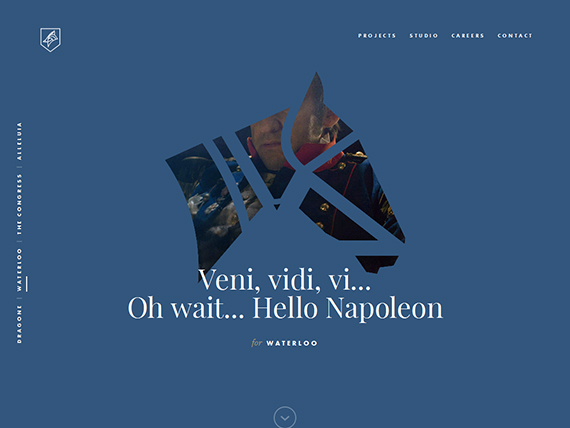 PROJECTS STUDIO CAREERS CONTACT
DRAGONE | WATERLOO | THE CONGRESS | ALLELUIA
Veni, vidi, vi...
Oh wait... Hello Napoleon
for WATERLOO